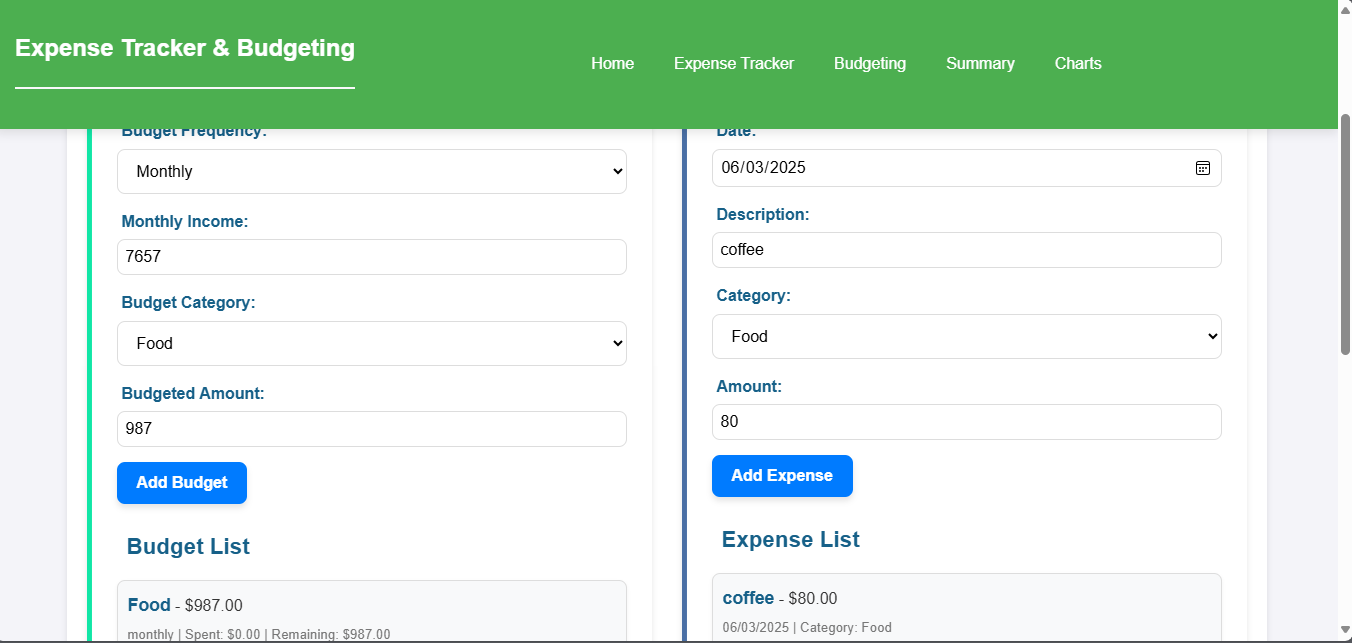 Expense Tracker & Budgeting
Home
Expense Tracker
Budgeting
Summary
Charts
Budget Frequency:
Monthly
Monthly Income:
7657
Budget Category:
Food
Budgeted Amount:
987
Add Budget
Budget List
Food - $987.00
monthly | Spent: $0.00 | Remaining: $987.00
Date:
06/03/2025
Description:
coffee
Category:
Food
Amount:
80
Add Expense
Expense List
coffee - $80.00
06/03/2025 | Category: Food